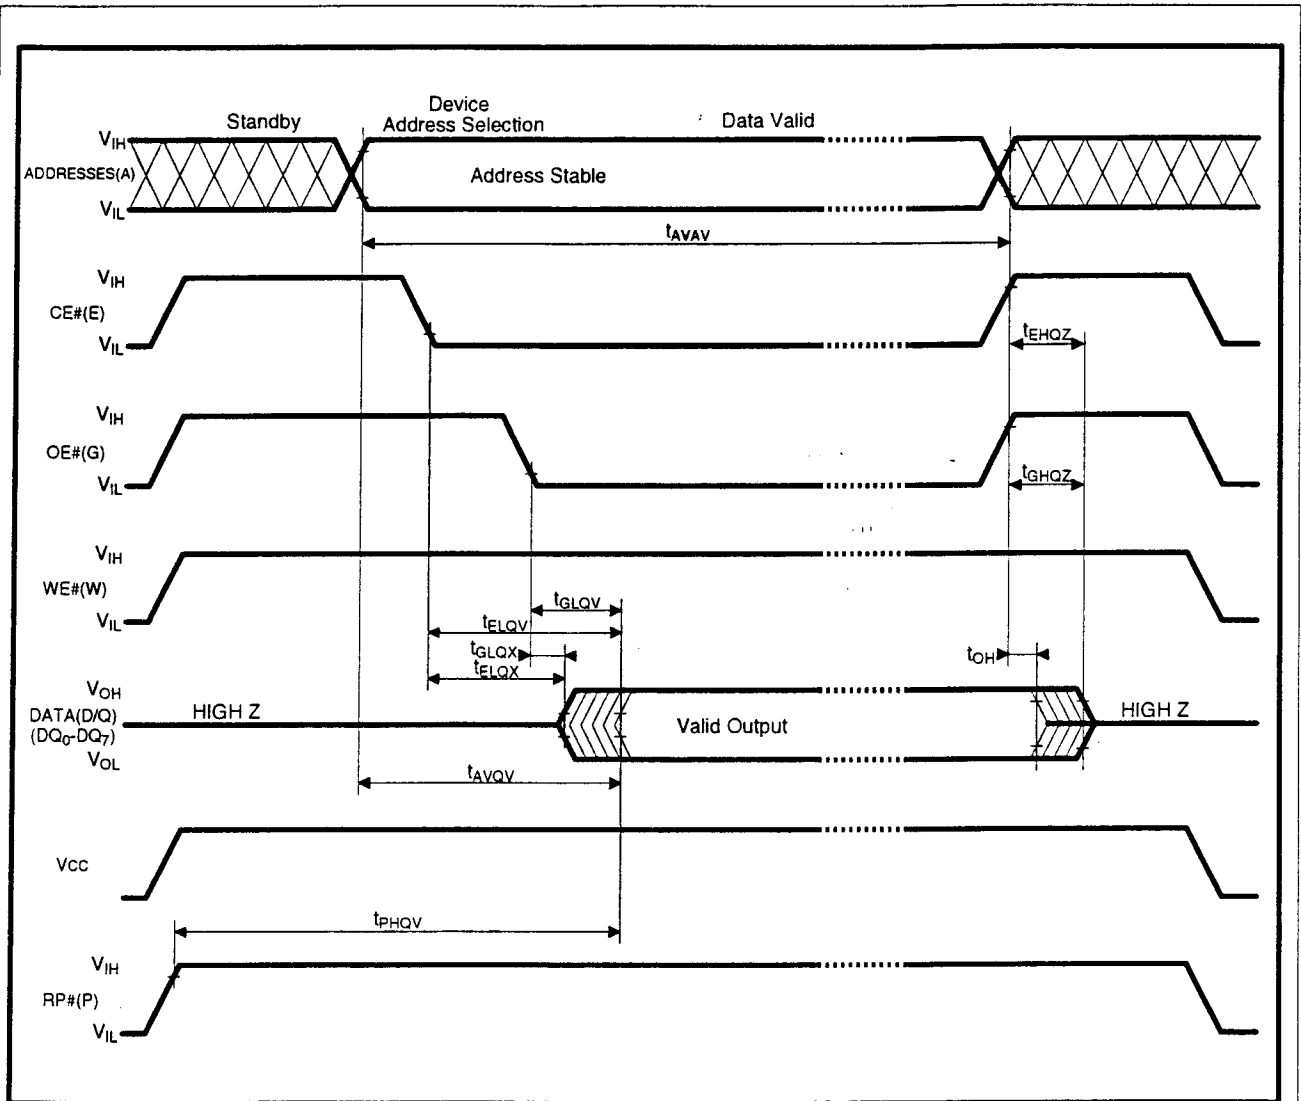 Device
Standby Address Selection Data Valid
VIH
ADDRESSES(A) Address Stable
VIL
tAVAV
VIH
CE#(E)
VIL
tEHQZ
VIH
OE#(G)
VIL
tGHQZ
VIH
WE#(W)
VIL
tGLQV
tELQV
tGLQX
tOH
tELQX
VOH
HIGH Z
DATA(D/Q)
(DQ0-DQ7)
Valid Output
HIGH Z
VOL
tAVQV
VCC
tPHQV
VIH
RP#(P)
VIL